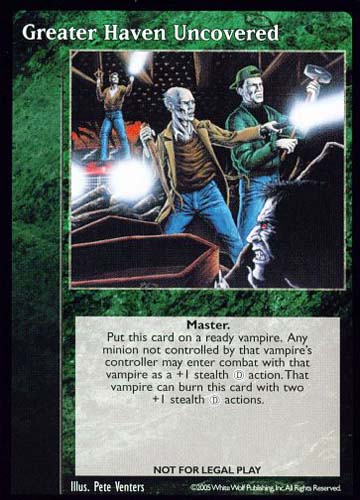 Greater Haven Uncovered
Master.
Put this card on a ready vampire. Any
minion not controlled by that vampire's
controller may enter combat with that
vampire as a +1 stealth Ⓓ action. That
vampire can burn this card with two
+1 stealth Ⓓ actions.
NOT FOR LEGAL PLAY
Illus. Pete Venters
©2005 White Wolf Publishing, Inc. All Rights Reserved.